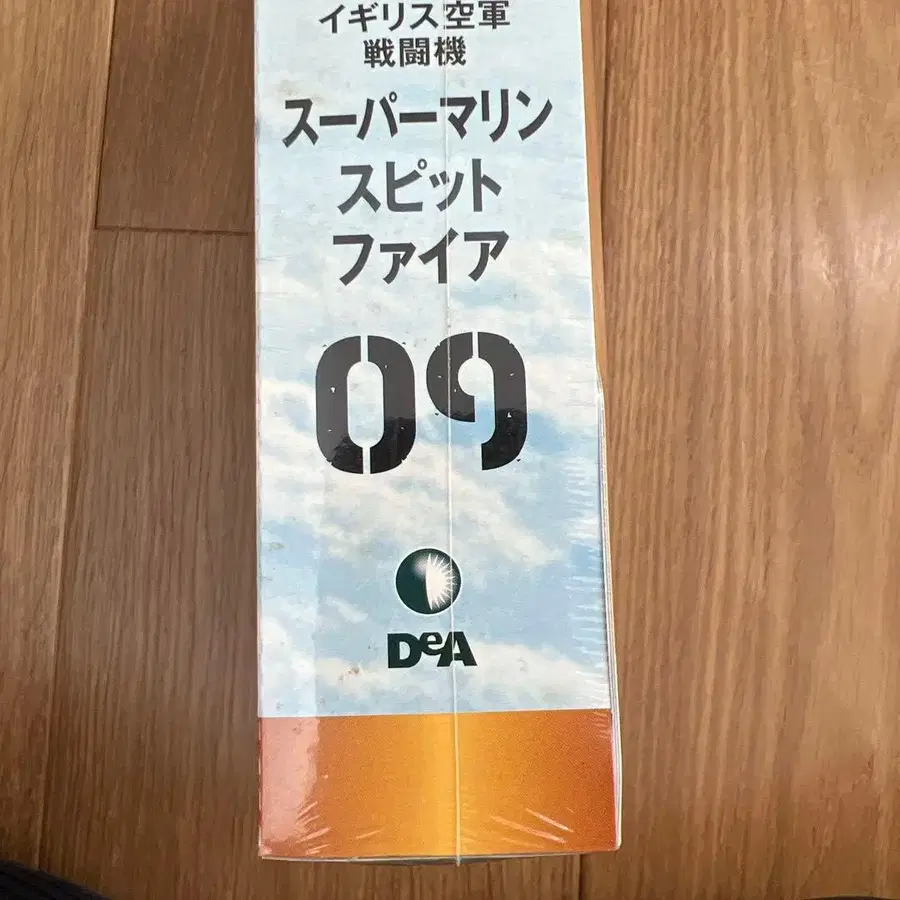 イギリス空軍
戦闘機
スーパーマリン
スピット
ファイア
09
DeA